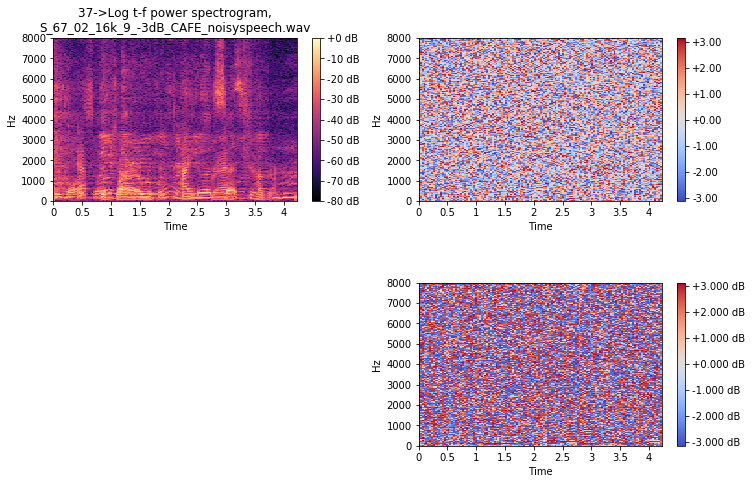 37->Log t-f power spectrogram,
S_67_02_16k_9_-3dB_CAFE_noisyspeech.wav
8000
7000
6000
5000
4000
3000
2000
1000
0
Hz
0 0.5 1 1.5 2 2.5 3 3.5 4
Time
+0 dB
-10 dB
-20 dB
-30 dB
-40 dB
-50 dB
-60 dB
-70 dB
-80 dB
8000
7000
6000
5000
4000
3000
2000
1000
0
Hz
0 0.5 1 1.5 2 2.5 3 3.5 4
Time
+3.00
+2.00
+1.00
+0.00
-1.00
-2.00
-3.00
8000
7000
6000
5000
4000
3000
2000
1000
0
Hz
0 0.5 1 1.5 2 2.5 3 3.5 4
Time
+3.000 dB
+2.000 dB
+1.000 dB
+0.000 dB
-1.000 dB
-2.000 dB
-3.000 dB